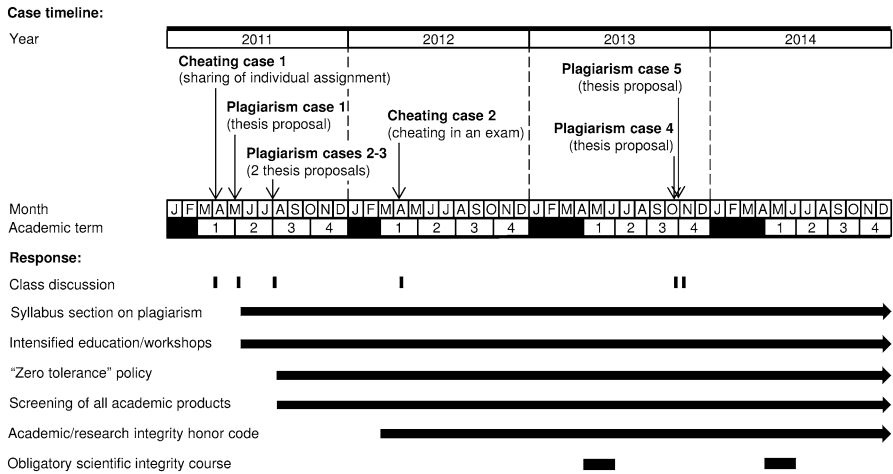 Case timeline:
Year 2011 2012 2013 2014
Cheating case 1
(sharing of individual assignment)
Plagiarism case 1
(thesis proposal)
Plagiarism cases 2-3
(2 thesis proposals)
Cheating case 2
(cheating in an exam)
Plagiarism case 5
(thesis proposal)
Plagiarism case 4
(thesis proposal)
Month J F M A M J J A S O N D J F M A M J J A S O N D J F M A M J J A S O N D J F M A M J J A S O N D
Academic term 1 2 3 4 1 2 3 4 1 2 3 4 1 2 3 4
Response:
Class discussion
Syllabus section on plagiarism
Intensified education/workshops
“Zero tolerance” policy
Screening of all academic products
Academic/research integrity honor code
Obligatory scientific integrity course